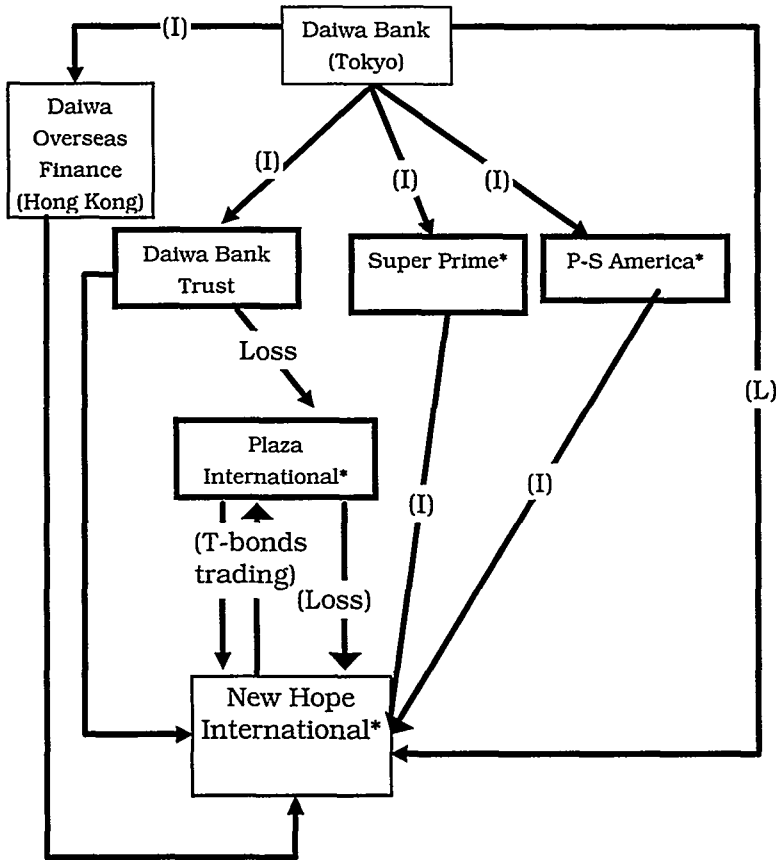 (I)
Daiwa Bank
(Tokyo)
Daiwa
Overseas
Finance
(Hong Kong)
(I)
(I)
(I)
Daiwa Bank
Trust
Super Prime*
P-S America*
Loss
(L)
Plaza
International*
(I)
(I)
(T-bonds
trading)
(Loss)
New Hope
International*